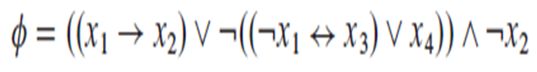 ϕ = ((x₁ → x₂) ∨ ¬((¬x₁ ↔ x₃) ∨ x₄)) ∧ ¬x₂